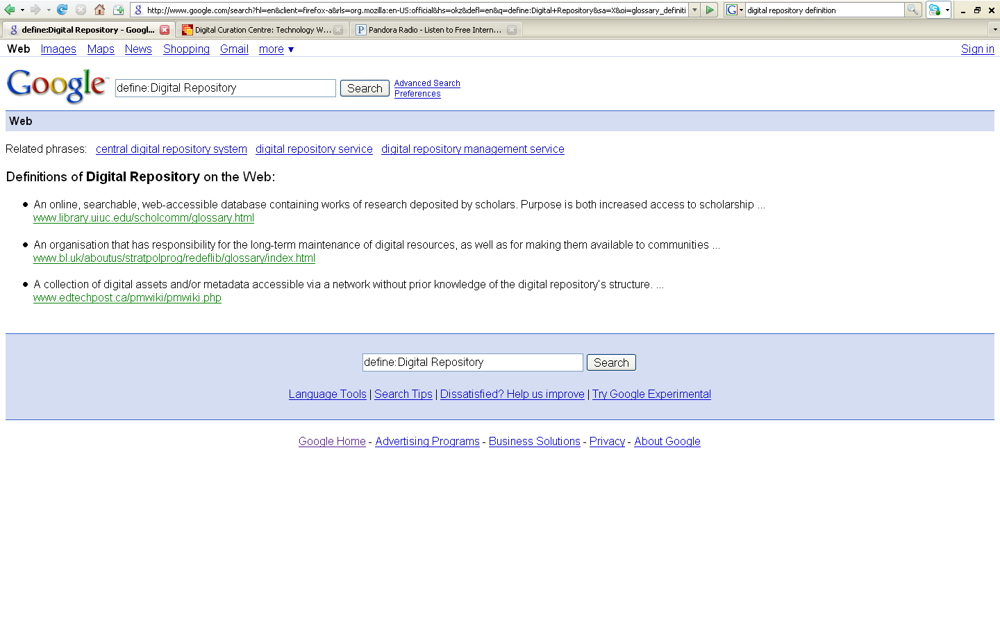 http://www.google.com/search?hl=en&client=firefox-a&rls=org.mozilla:en-US:official&hs=okz&defl=en&q=define:Digital+Repository&sa=X&oi=glossary_definiti
digital repository definition
define:Digital Repository - Googl...
Digital Curation Centre: Technology W...
Pandora Radio - Listen to Free Intern...
Web Images Maps News Shopping Gmail more ▼ Sign in
Google™
define:Digital Repository Search
Advanced Search
Preferences
Web
Related phrases: central digital repository system digital repository service digital repository management service
Definitions of Digital Repository on the Web:
• An online, searchable, web-accessible database containing works of research deposited by scholars. Purpose is both increased access to scholarship ...
www.library.uiuc.edu/scholcomm/glossary.html
• An organisation that has responsibility for the long-term maintenance of digital resources, as well as for making them available to communities ...
www.bl.uk/aboutus/stratpolprog/redeflib/glossary/index.html
• A collection of digital assets and/or metadata accessible via a network without prior knowledge of the digital repository's structure. ...
www.edtechpost.ca/pmwiki/pmwiki.php
define:Digital Repository Search
Language Tools | Search Tips | Dissatisfied? Help us improve | Try Google Experimental
Google Home - Advertising Programs - Business Solutions - Privacy - About Google